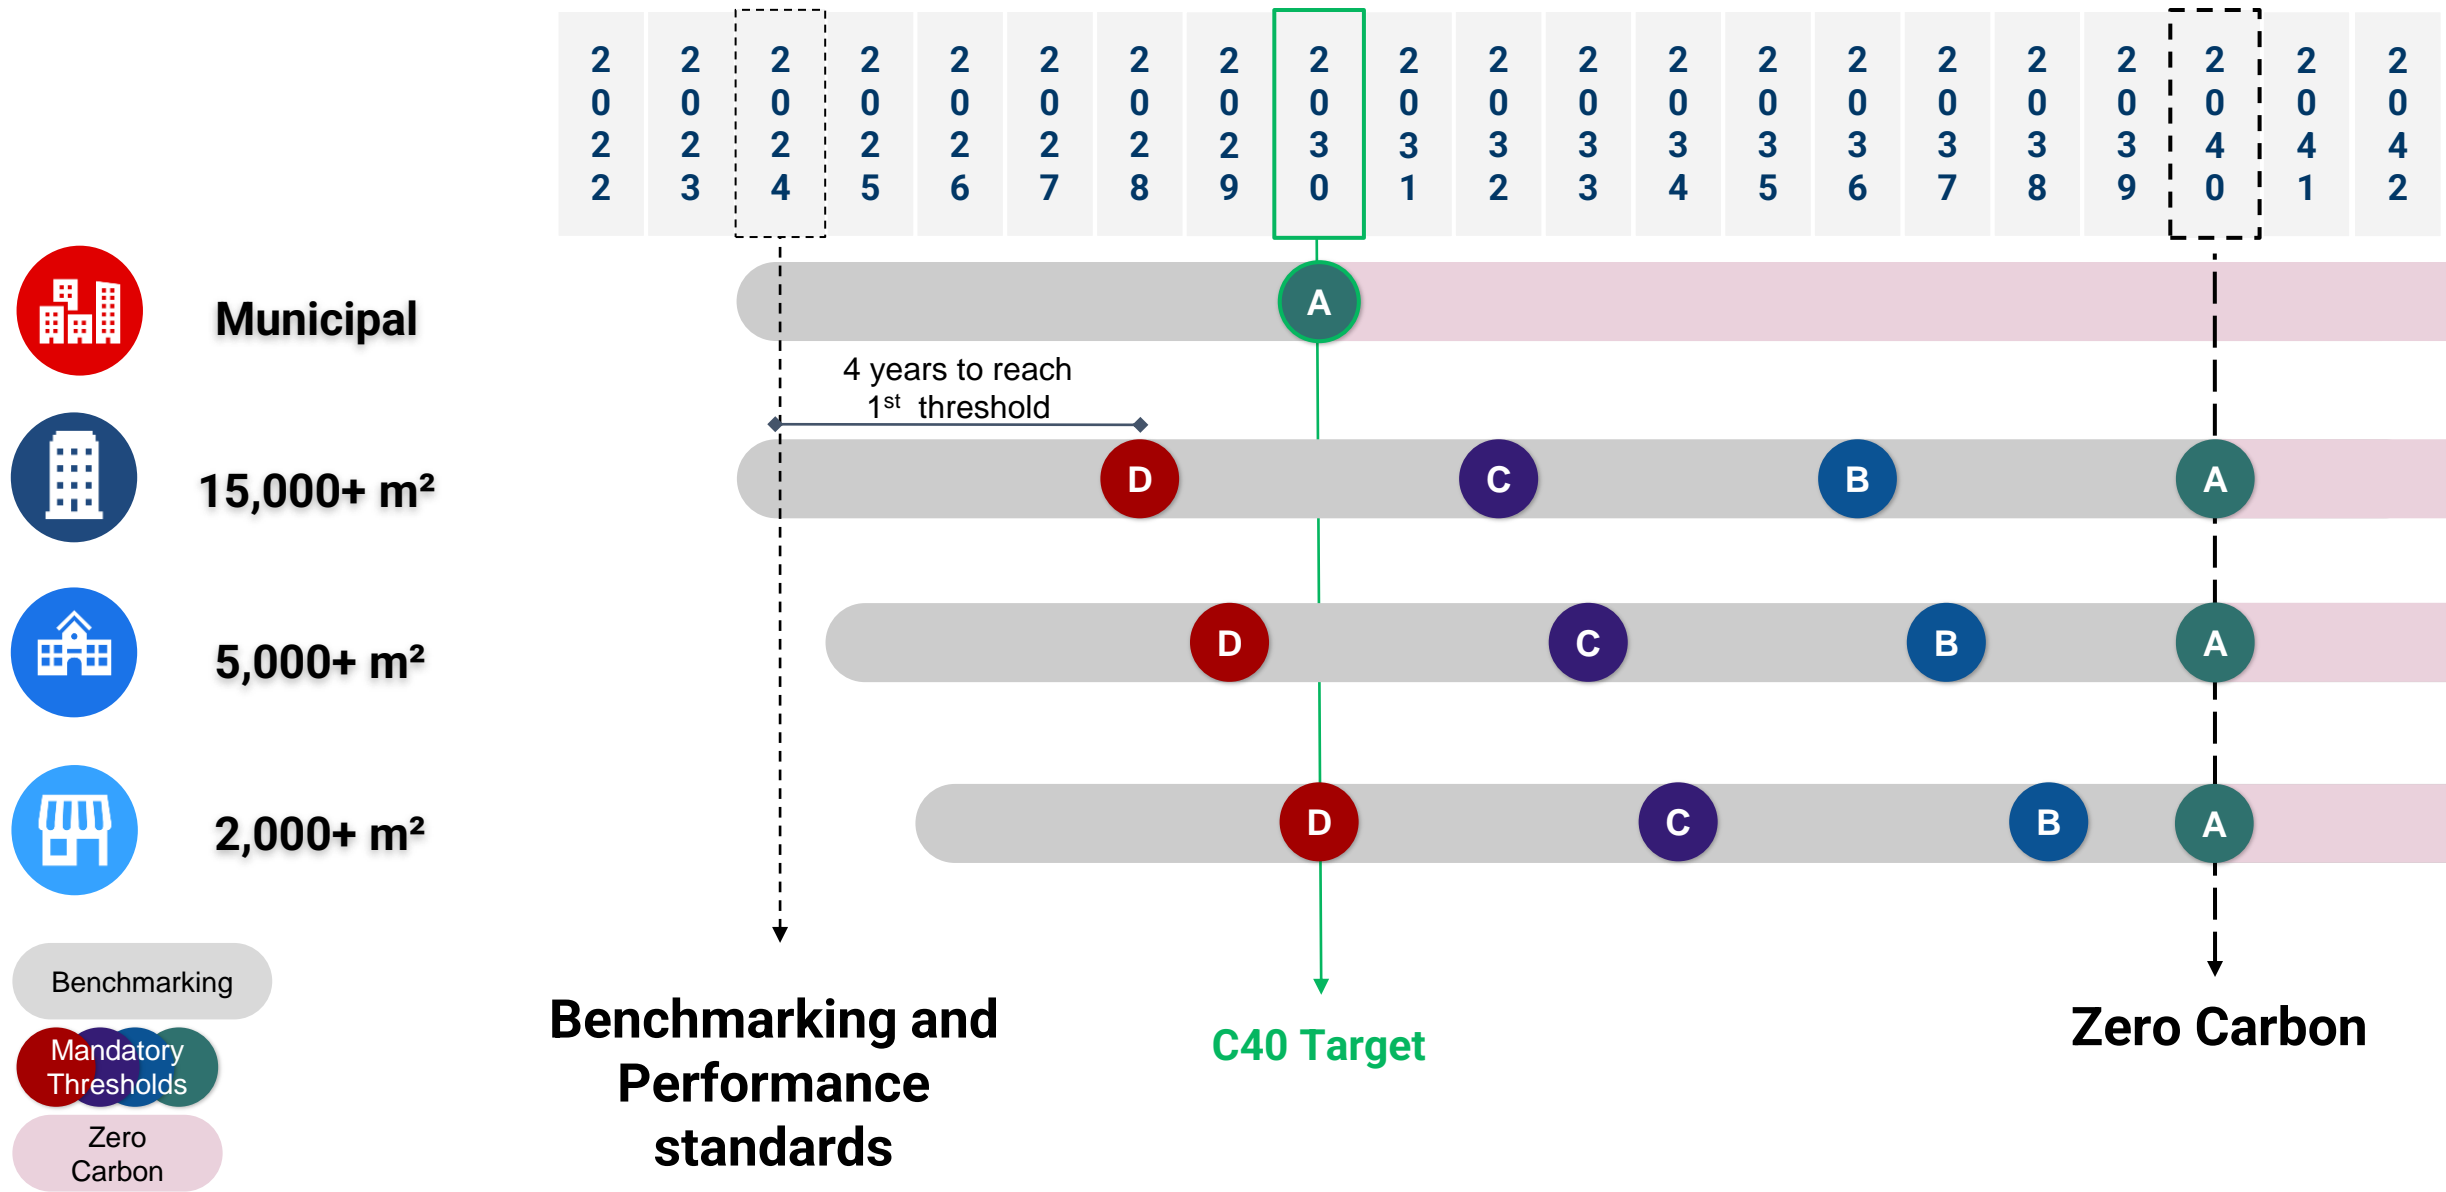 2022 2023 2024 2025 2026 2027 2028 2029 2030 2031 2032 2033 2034 2035 2036 2037 2038 2039 2040 2041 2042
Municipal
A
4 years to reach
1st threshold
15,000+ m²
D C B A
5,000+ m²
D C B A
2,000+ m²
D C B A
Benchmarking
Mandatory
Thresholds
Zero
Carbon
Benchmarking and
Performance
standards
C40 Target
Zero Carbon